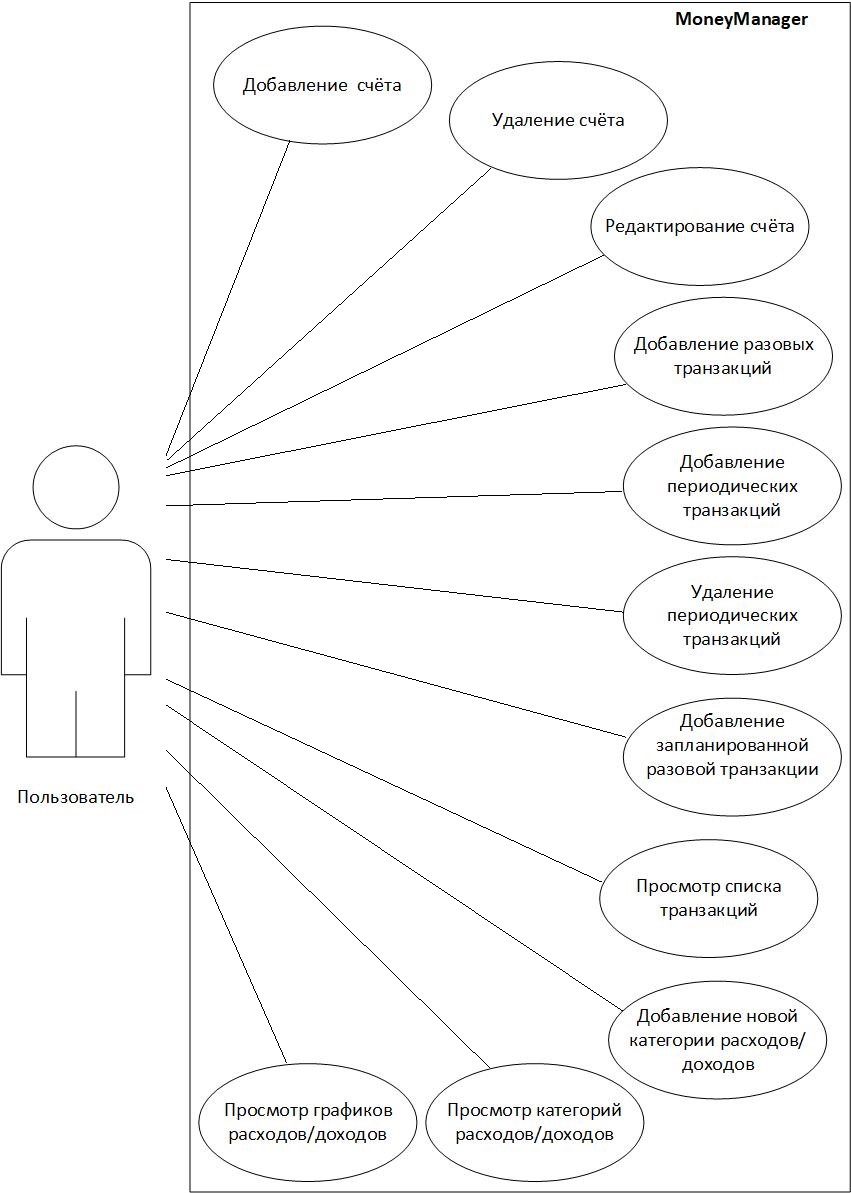 MoneyManager
Добавление счёта
Удаление счёта
Редактирование счёта
Добавление разовых
транзакций
Добавление
периодических
транзакций
Удаление
периодических
транзакций
Добавление
запланированной
разовой транзакции
Пользователь
Просмотр списка
транзакций
Добавление новой
категории расходов/
доходов
Просмотр графиков
расходов/доходов
Просмотр категорий
расходов/доходов